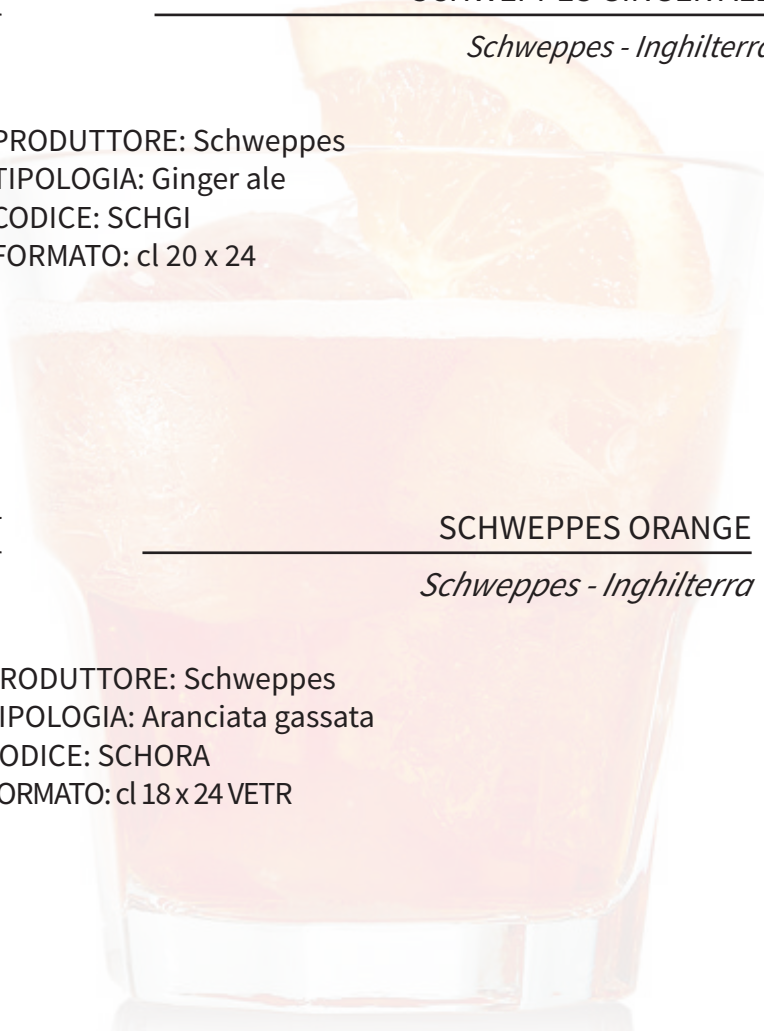 Schweppes - Inghilterra
PRODUTTORE: Schweppes
TIPOLOGIA: Ginger ale
CODICE: SCHGI
FORMATO: cl 20 x 24
SCHWEPPES ORANGE
Schweppes - Inghilterra
RODUTTORE: Schweppes
IPOLOGIA: Aranciata gassata
ODICE: SCHORA
ORMATO: cl 18 x 24 VETR